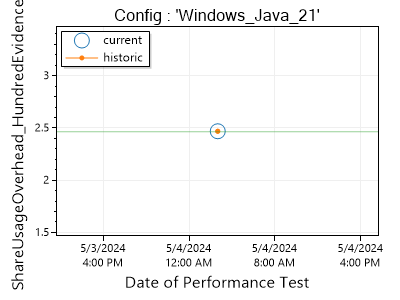 Config : 'Windows_Java_21'
current
historic
ShareUsageOverhead_HundredEvidence
3
2.5
2
1.5
5/3/2024 5/4/2024 5/4/2024 5/4/2024
4:00 PM 12:00 AM 8:00 AM 4:00 PM
Date of Performance Test